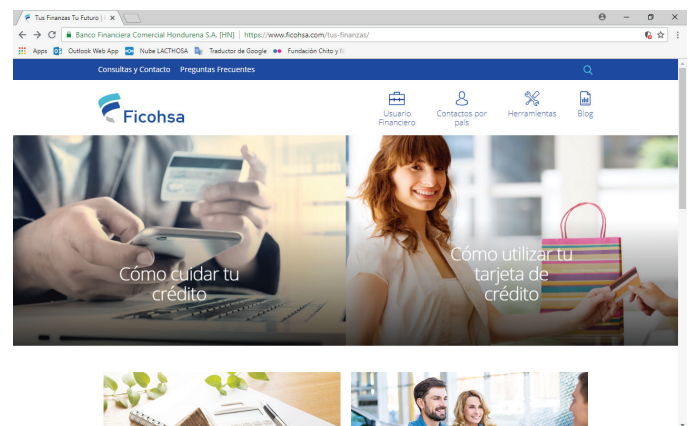 Tus Finanzas Tu Futuro |
Banco Financiera Comercial Hondurena S.A. [HN] | https://www.ficohsa.com/tus-finanzas/
Apps Outlook Web App Nube LACTHOSA Traductor de Google Fundación Chito y
Consultas y Contacto Preguntas Frecuentes
Ficohsa
Usuario Financiero
Contactos por país
Herramientas
Blog
Cómo cuidar tu
crédito
Cómo utilizar tu
tarjeta de
crédito